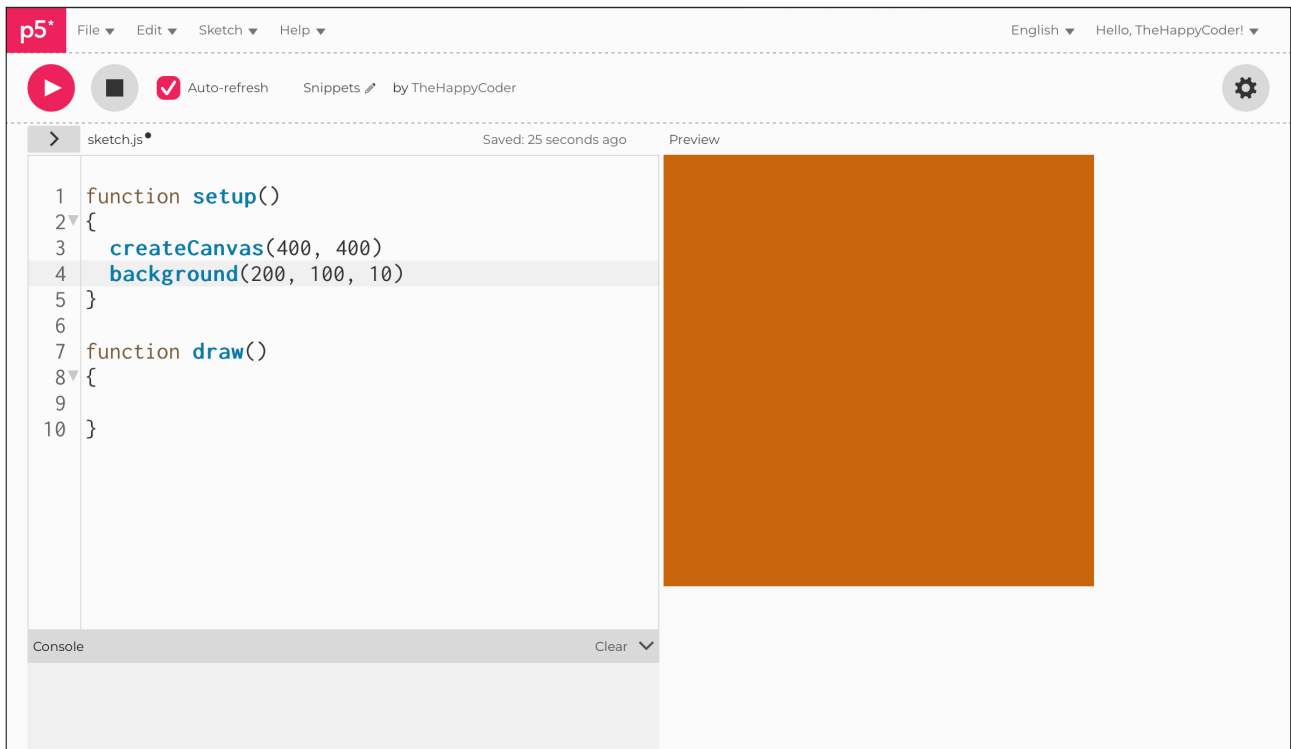 p5* File Edit Sketch Help English Hello, TheHappyCoder!
Auto-refresh Snippets by TheHappyCoder
sketch.js Saved: 25 seconds ago Preview
1 function setup()
2 {
3 createCanvas(400, 400)
4 background(200, 100, 10)
5 }
6
7 function draw()
8 {
9
10 }
Console Clear